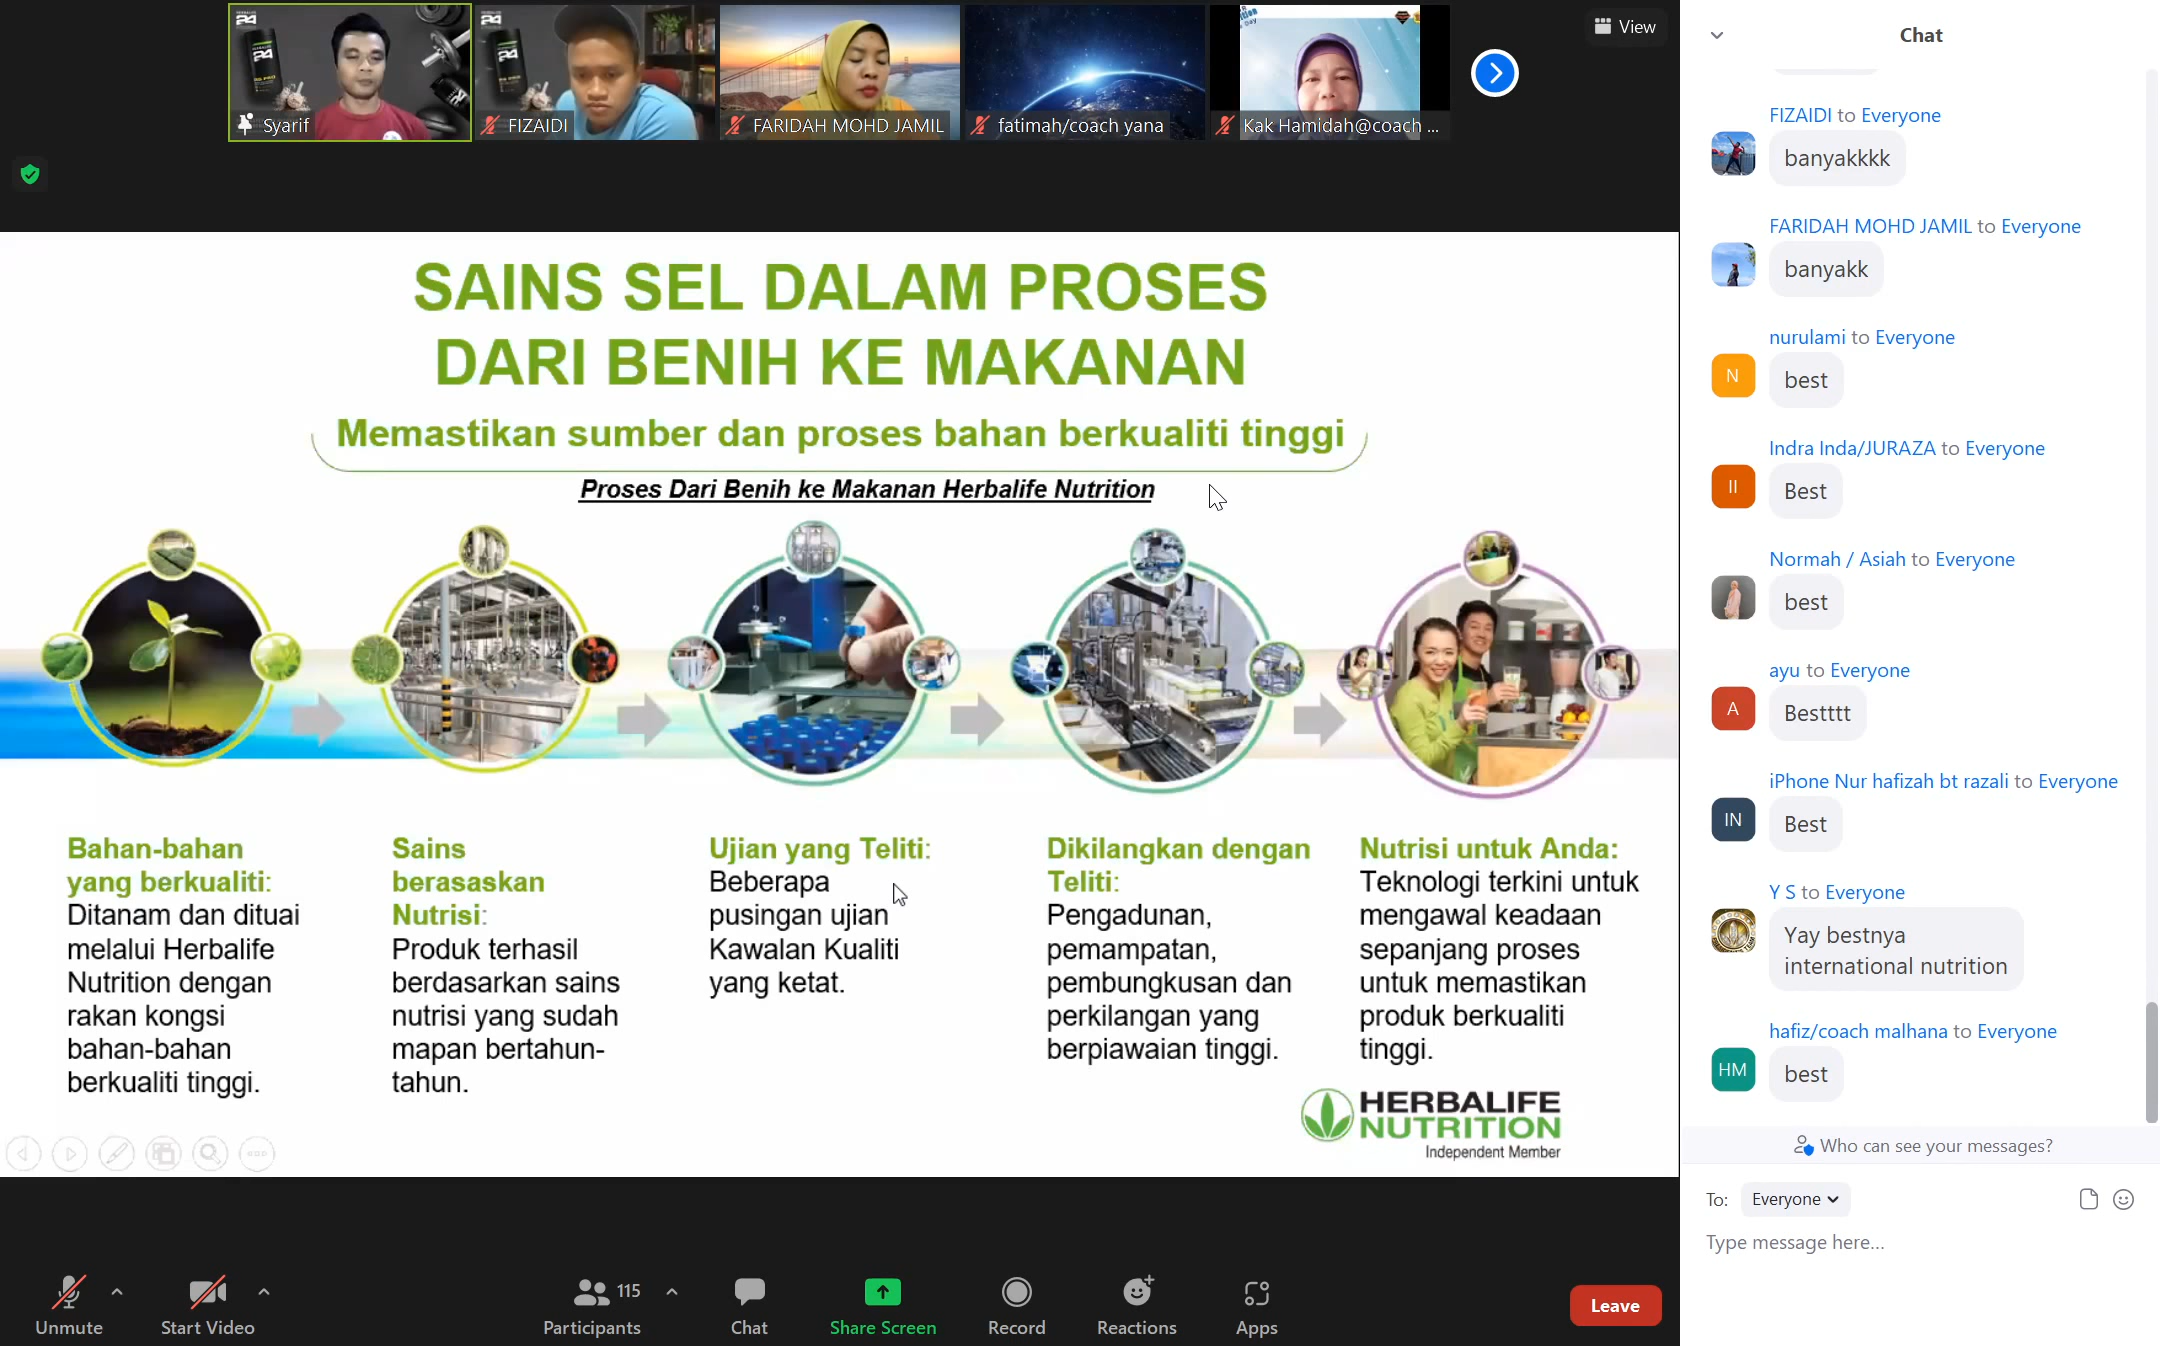 View
Syarif
FIZAIDI
FARIDAH MOHD JAMIL
fatimah/coach yana
Kak Hamidah@coach ...
SAINS SEL DALAM PROSES
DARI BENIH KE MAKANAN
Memastikan sumber dan proses bahan berkualiti tinggi
Proses Dari Benih ke Makanan Herbalife Nutrition
Bahan-bahan
yang berkualiti:
Ditanam dan dituai
melalui Herbalife
Nutrition dengan
rakan kongsi
bahan-bahan
berkualiti tinggi.
Sains
berasaskan
Nutrisi:
Produk terhasil
berdasarkan sains
nutrisi yang sudah
mapan bertahun-
tahun.
Ujian yang Teliti:
Beberapa
pusingan ujian
Kawalan Kualiti
yang ketat.
Dikilangkan dengan
Teliti:
Pengadunan,
pemampatan,
pembungkusan dan
perkilangan yang
berpiawaian tinggi.
Nutrisi untuk Anda:
Teknologi terkini untuk
mengawal keadaan
sepanjang proses
untuk memastikan
produk berkualiti
tinggi.
HERBALIFE
NUTRITION
Independent Member
Unmute
Start Video
115
Participants
Chat
Share Screen
Record
Reactions
Apps
Leave
Chat
FIZAIDI to Everyone
banyakkkk
FARIDAH MOHD JAMIL to Everyone
banyakk
nurulami to Everyone
N
best
Indra Inda/JURAZA to Everyone
II
Best
Normah / Asiah to Everyone
best
ayu to Everyone
A
Bestttt
iPhone Nur hafizah bt razali to Everyone
IN
Best
Y S to Everyone
Yay bestnya
international nutrition
hafiz/coach malhana to Everyone
HM
best
Who can see your messages?
To: Everyone
Type message here...